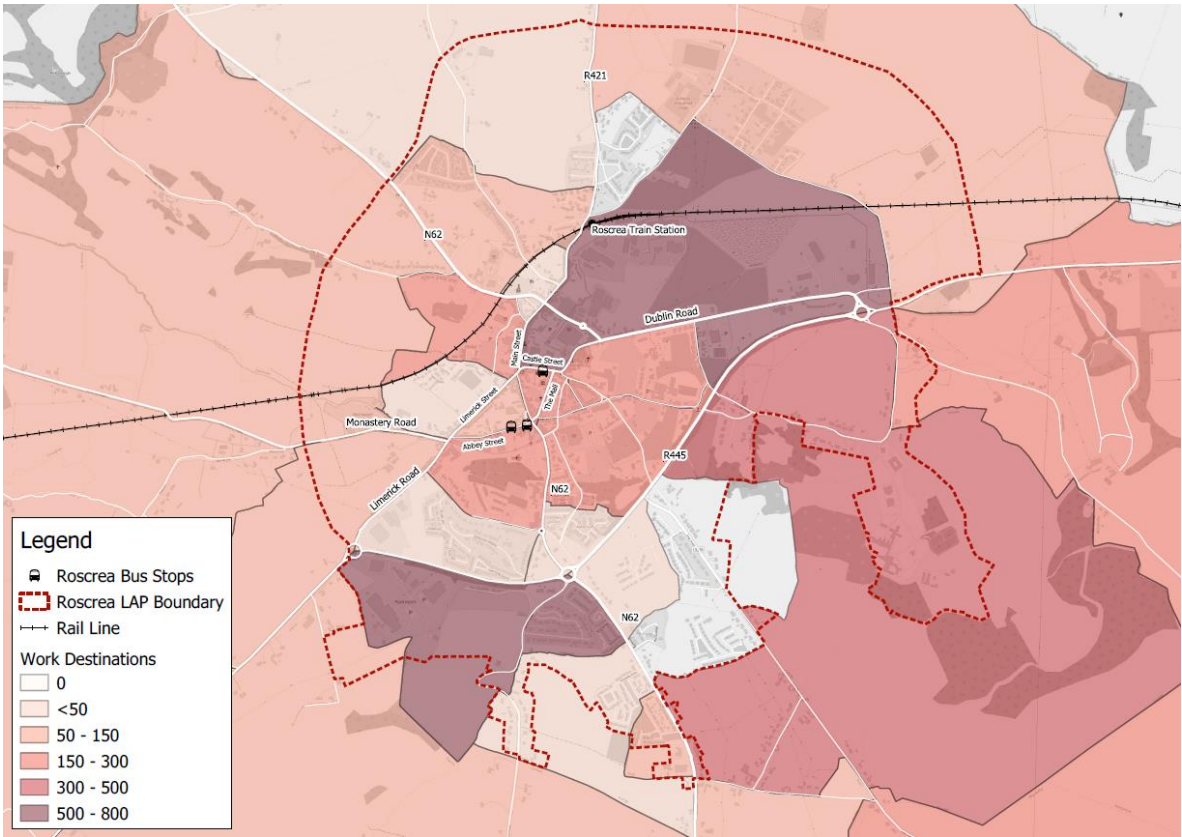 R421
N62
Roscrea Train Station
Dublin Road
Main Street
Castle Street
The Mall
Limerick Street
Monastery Road
Abbey Street
R445
Limerick Road
N62
N62
Legend
Roscrea Bus Stops
Roscrea LAP Boundary
Rail Line
Work Destinations
0
<50
50 - 150
150 - 300
300 - 500
500 - 800